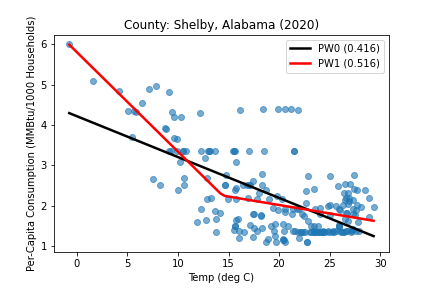 County: Shelby, Alabama (2020)
Per-Capita Consumption (MMBtu/1000 Households)
6
5
4
3
2
1
PW0 (0.416)
PW1 (0.516)
0 5 10 15 20 25 30
Temp (deg C)